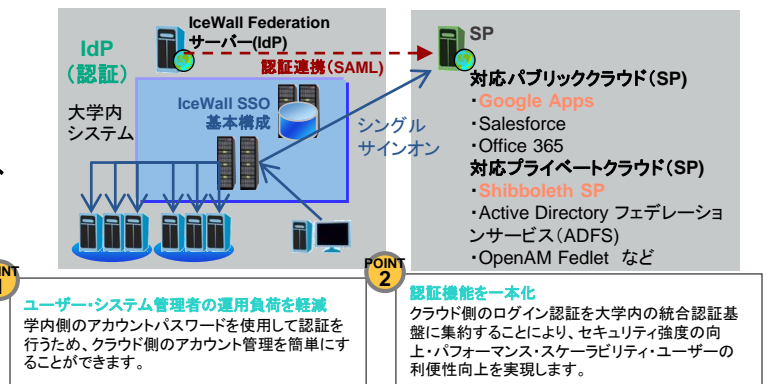 IceWall Federation
サーバー(IdP)
IdP
（認証）
認証連携（SAML）
大学内
システム
IceWall SSO
基本構成
シングル
サインオン
SP
対応パブリッククラウド（SP）
・Google Apps
・Salesforce
・Office 365
対応プライベートクラウド（SP）
・Shibboleth SP
・Active Directory フェデレーショ
ンサービス（ADFS）
・OpenAM Fedlet など
ユーザー・システム管理者の運用負荷を軽減
学内側のアカウントパスワードを使用して認証を
行うため、クラウド側のアカウント管理を簡単にす
ることができます。
POINT
2
認証機能を一本化
クラウド側のログイン認証を大学内の統合認証基
盤に集約することにより、セキュリティ強度の向
上・パフォーマンス・スケーラビリティ・ユーザーの
利便性向上を実現します。